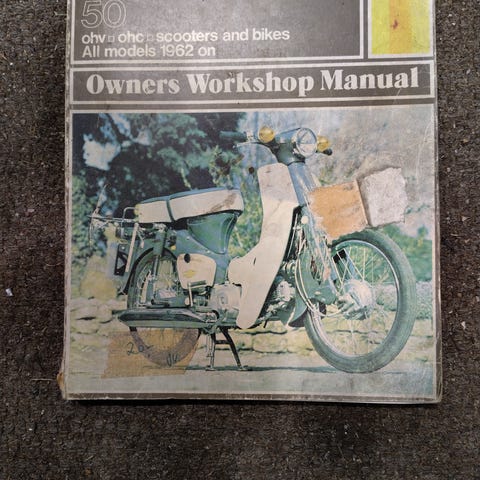 50
ohv ▫ ohc ▫ scooters and bikes
All models 1962 on
Owners Workshop Manual